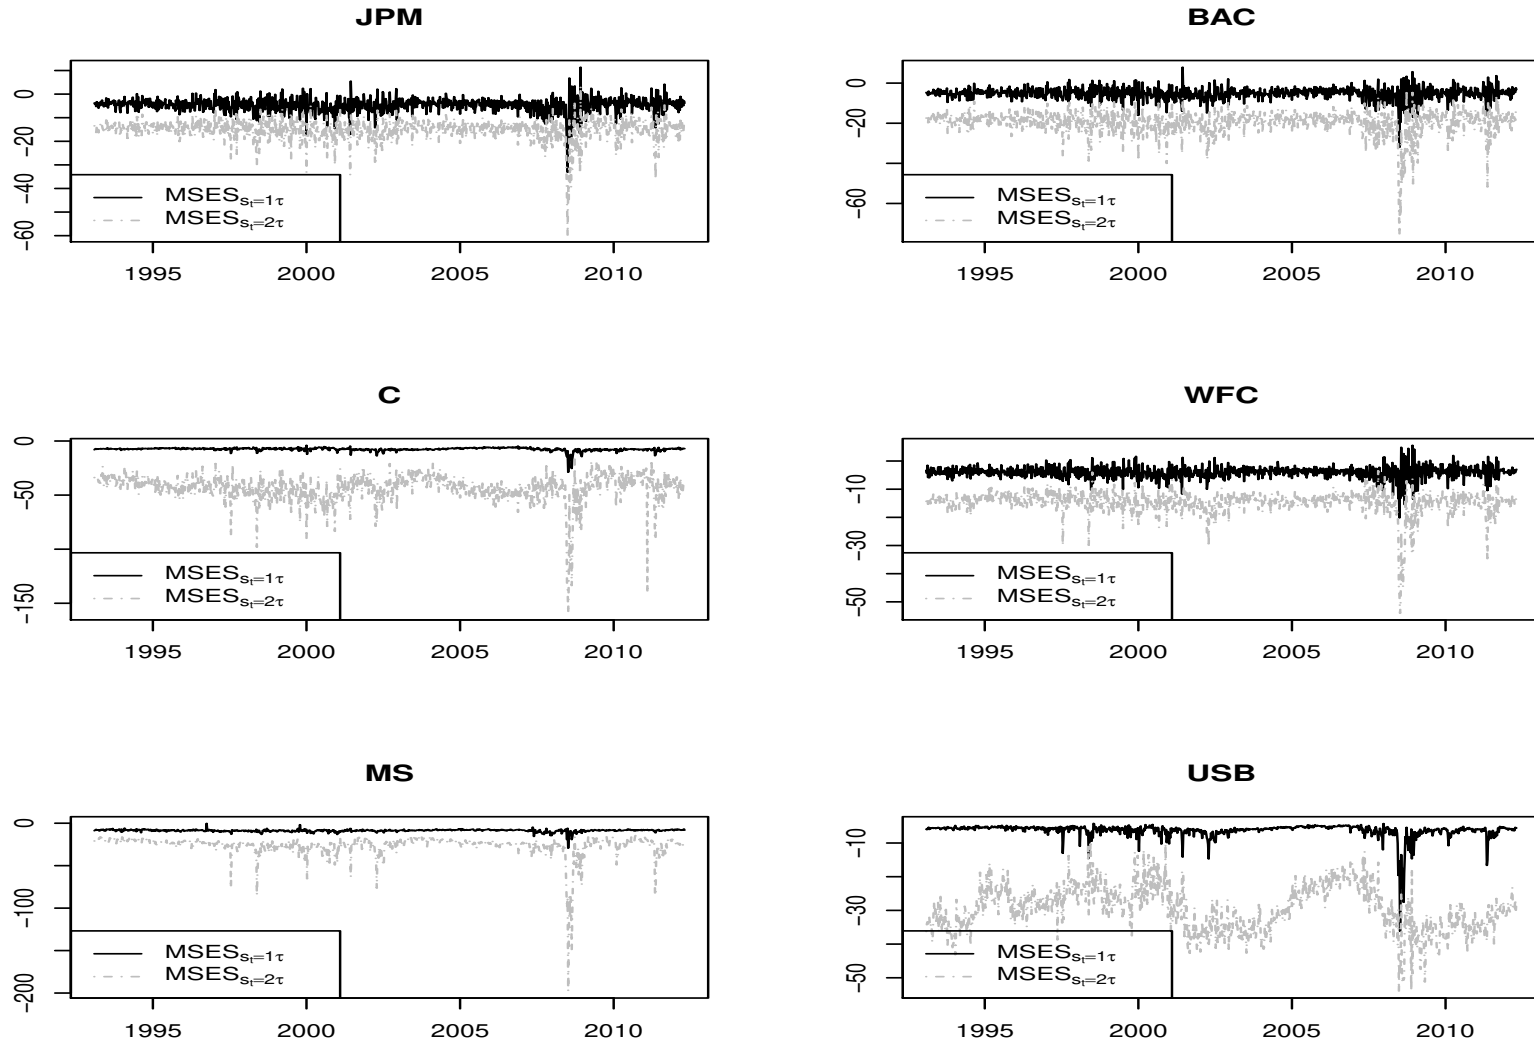 JPM
0
-20
-40
-60
1995 2000 2005 2010
MSES_{s_t=1τ}
MSES_{s_t=2τ}
BAC
0
-20
-60
1995 2000 2005 2010
MSES_{s_t=1τ}
MSES_{s_t=2τ}
C
0
-50
-150
1995 2000 2005 2010
MSES_{s_t=1τ}
MSES_{s_t=2τ}
WFC
-10
-30
-50
1995 2000 2005 2010
MSES_{s_t=1τ}
MSES_{s_t=2τ}
MS
0
-100
-200
1995 2000 2005 2010
MSES_{s_t=1τ}
MSES_{s_t=2τ}
USB
-10
-30
-50
1995 2000 2005 2010
MSES_{s_t=1τ}
MSES_{s_t=2τ}